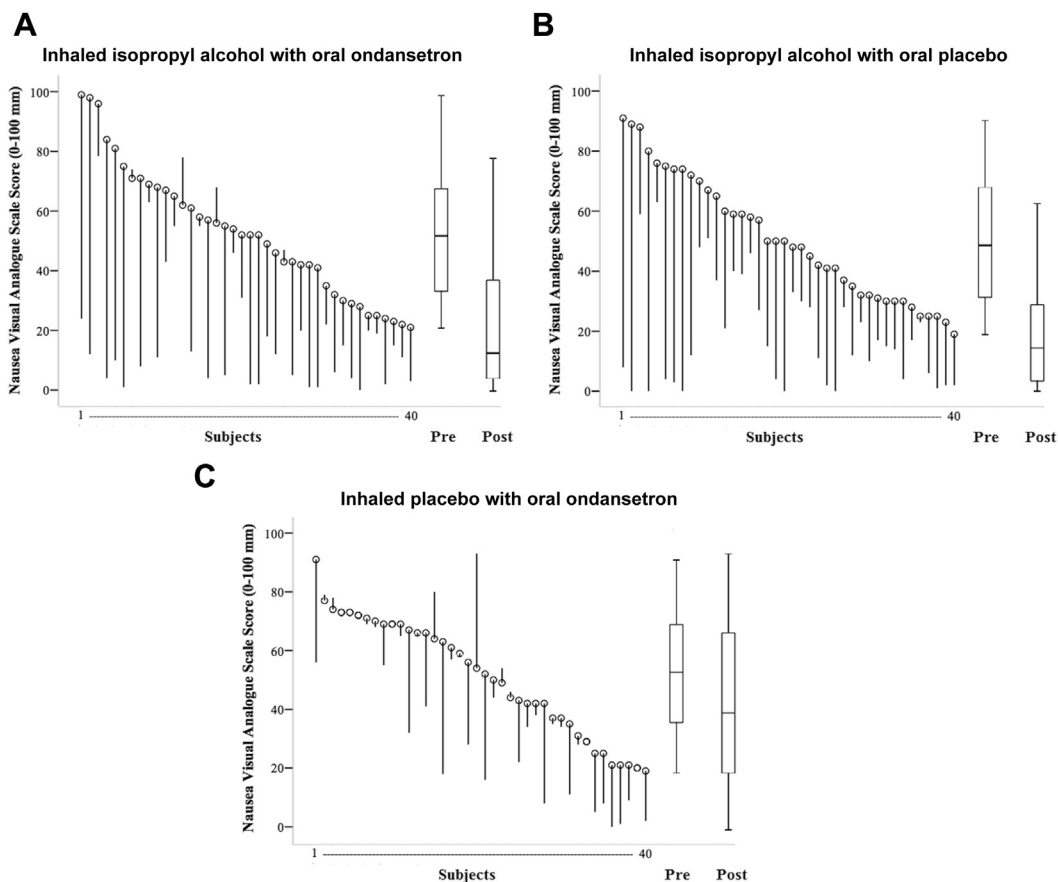 A
Inhaled isopropyl alcohol with oral ondansetron
Nausea Visual Analogue Scale Score (0-100 mm)
100
80
60
40
20
0
1 40
Subjects
Pre
Post
B
Inhaled isopropyl alcohol with oral placebo
Nausea Visual Analogue Scale Score (0-100 mm)
100
80
60
40
20
0
1 40
Subjects
Pre
Post
C
Inhaled placebo with oral ondansetron
Nausea Visual Analogue Scale Score (0-100 mm)
100
80
60
40
20
0
1 40
Subjects
Pre
Post